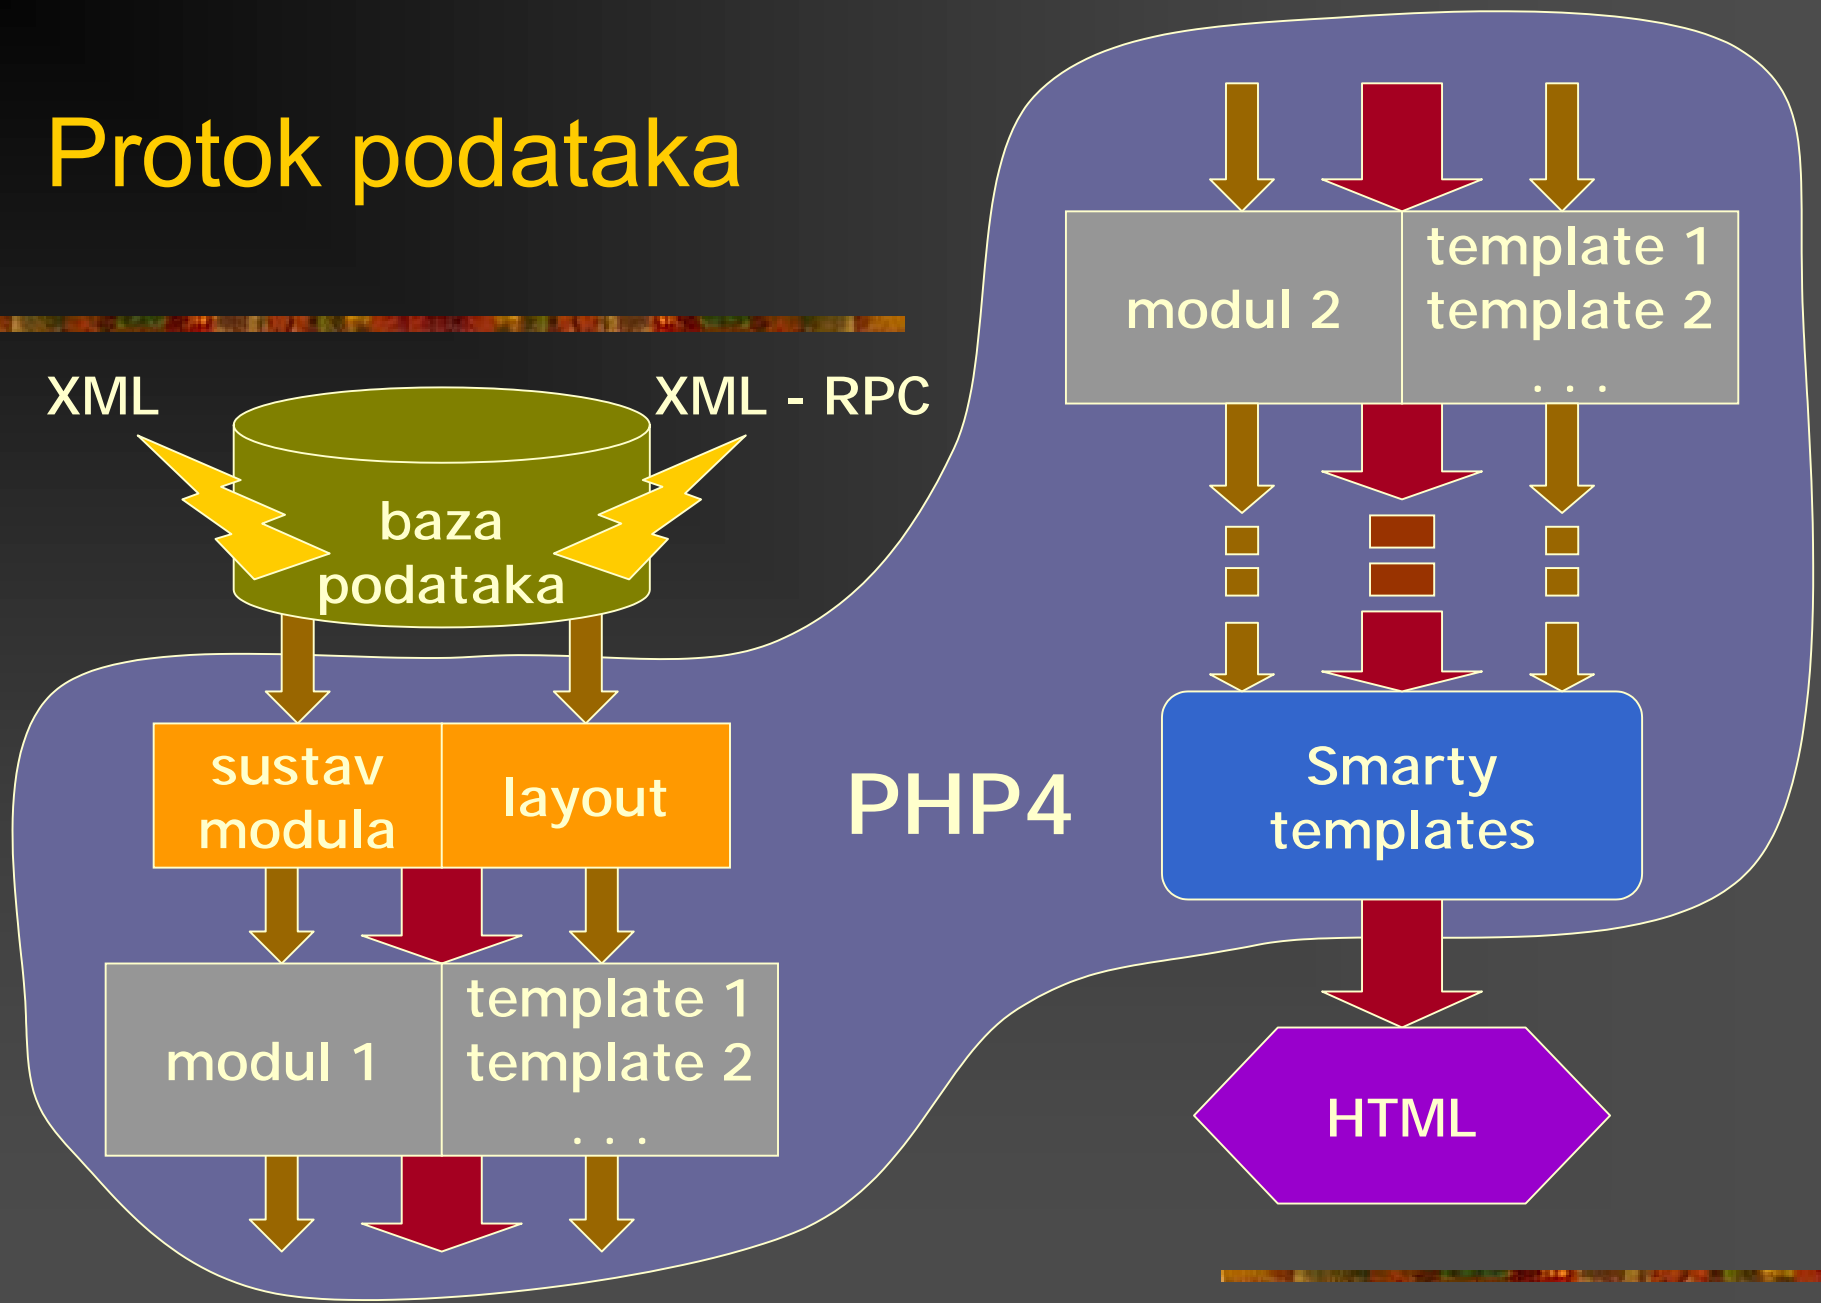 Protok podataka
XML
XML - RPC
baza
podataka
sustav
modula
layout
modul 1
template 1
template 2
. . .
PHP4
modul 2
template 1
template 2
. . .
Smarty
templates
HTML